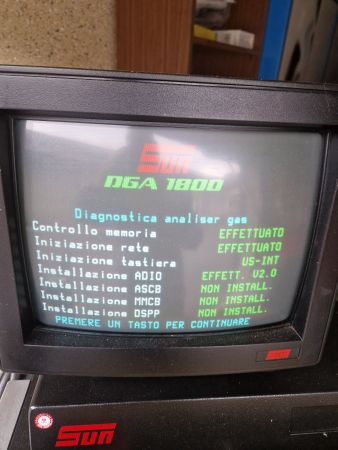 Sun
DGA 1800
Diagnostica analiser gas
Controllo memoria EFFETTUATO
Iniziazione rete EFFETTUATO
Iniziazione tastiera US-INT
Installazione ADIO EFFETT. V2.0
Installazione ASCB NON INSTALL.
Installazione MMCB NON INSTALL.
Installazione DSPP NON INSTALL.
PREMERE UN TASTO PER CONTINUARE
Sun
Sun